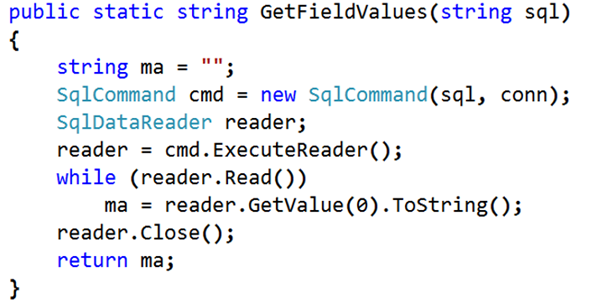 public static string GetFieldValues(string sql)
{
string ma = "";
SqlCommand cmd = new SqlCommand(sql, conn);
SqlDataReader reader;
reader = cmd.ExecuteReader();
while (reader.Read())
ma = reader.GetValue(0).ToString();
reader.Close();
return ma;
}